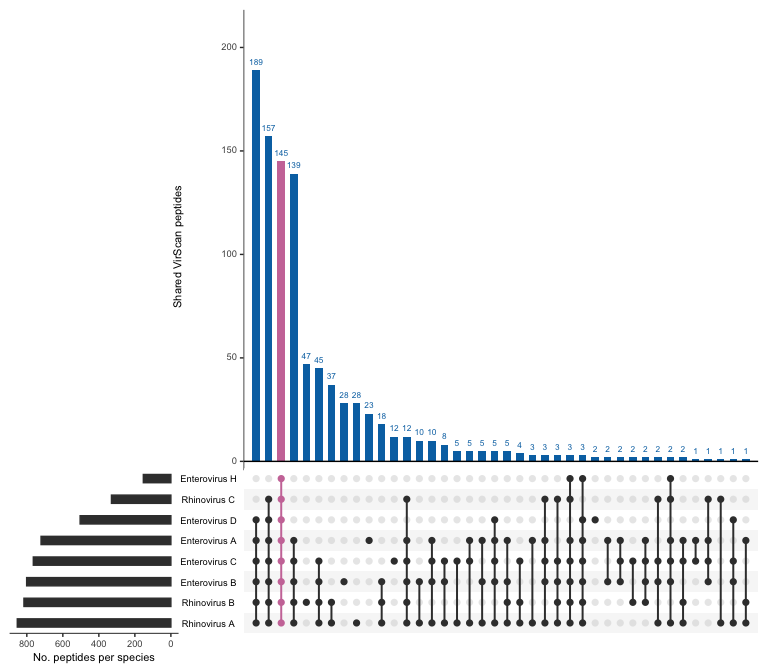 200
150
100
50
0
Shared VirScan peptides
189
157
145
139
47
45
37
28 28
23
18
12 12
10 10
8
5 5 5 5 5
4
3 3 3 3 3
2 2 2 2 2 2 2 2
1 1 1 1 1
Enterovirus H
Rhinovirus C
Enterovirus D
Enterovirus A
Enterovirus C
Enterovirus B
Rhinovirus B
Rhinovirus A
800 600 400 200 0
No. peptides per species